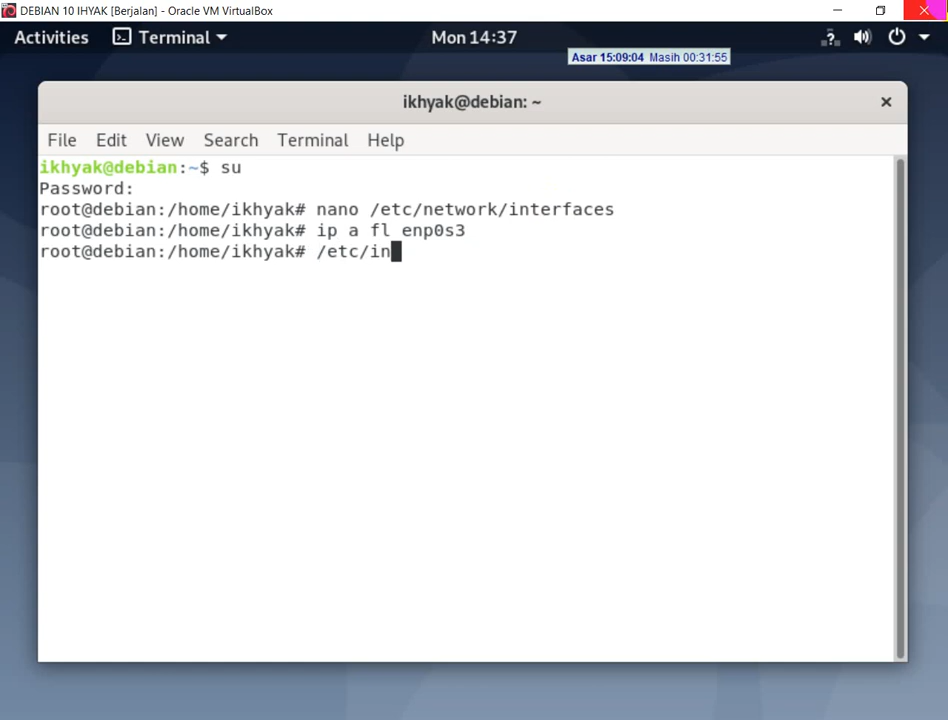 DEBIAN 10 IHYAK [Berjalan] - Oracle VM VirtualBox
Activities Terminal Mon 14:37
Asar 15:09:04 Masih 00:31:55
ikhyak@debian: ~
File Edit View Search Terminal Help
ikhyak@debian:~$ su
Password:
root@debian:/home/ikhyak# nano /etc/network/interfaces
root@debian:/home/ikhyak# ip a fl enp0s3
root@debian:/home/ikhyak# /etc/in